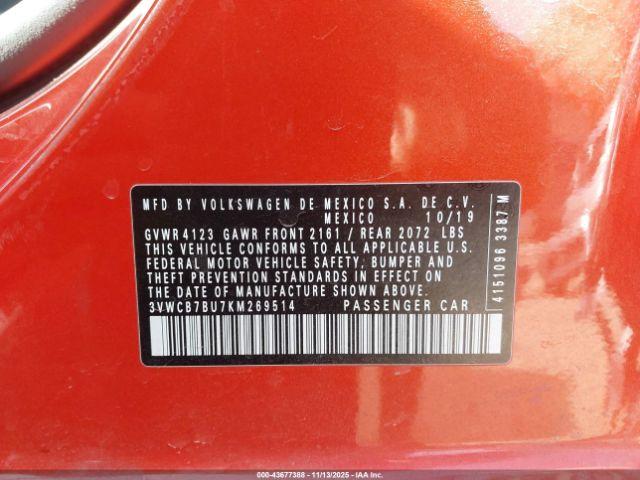 MFD BY VOLKSWAGEN DE MEXICO S.A. DE C.V.
MEXICO 10/19
GVWR 4123 GAWR FRONT 2161 / REAR 2072 LBS
THIS VEHICLE CONFORMS TO ALL APPLICABLE U.S.
FEDERAL MOTOR VEHICLE SAFETY, BUMPER AND
THEFT PREVENTION STANDARDS IN EFFECT ON
THE DATE OF MANUFACTURE SHOWN ABOVE
3VWCB7BU7KM269514 PASSENGER CAR
4151096 3387 M
000-43677388 - 11/13/2025 - IAA Inc.